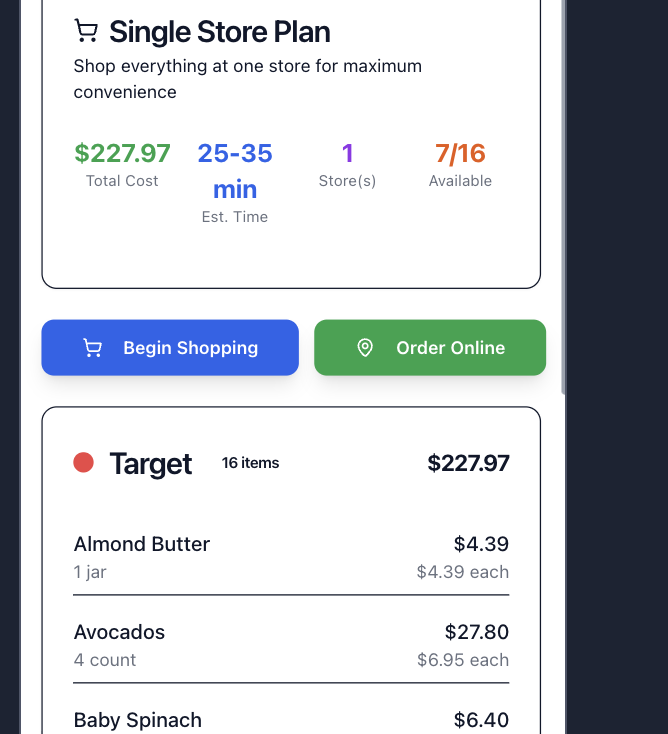 Single Store Plan
Shop everything at one store for maximum
convenience
$227.97
Total Cost
25-35
min
Est. Time
1
Store(s)
7/16
Available
Begin Shopping
Order Online
Target
16 items
$227.97
Almond Butter
$4.39
1 jar
$4.39 each
Avocados
$27.80
4 count
$6.95 each
Baby Spinach
$6.40